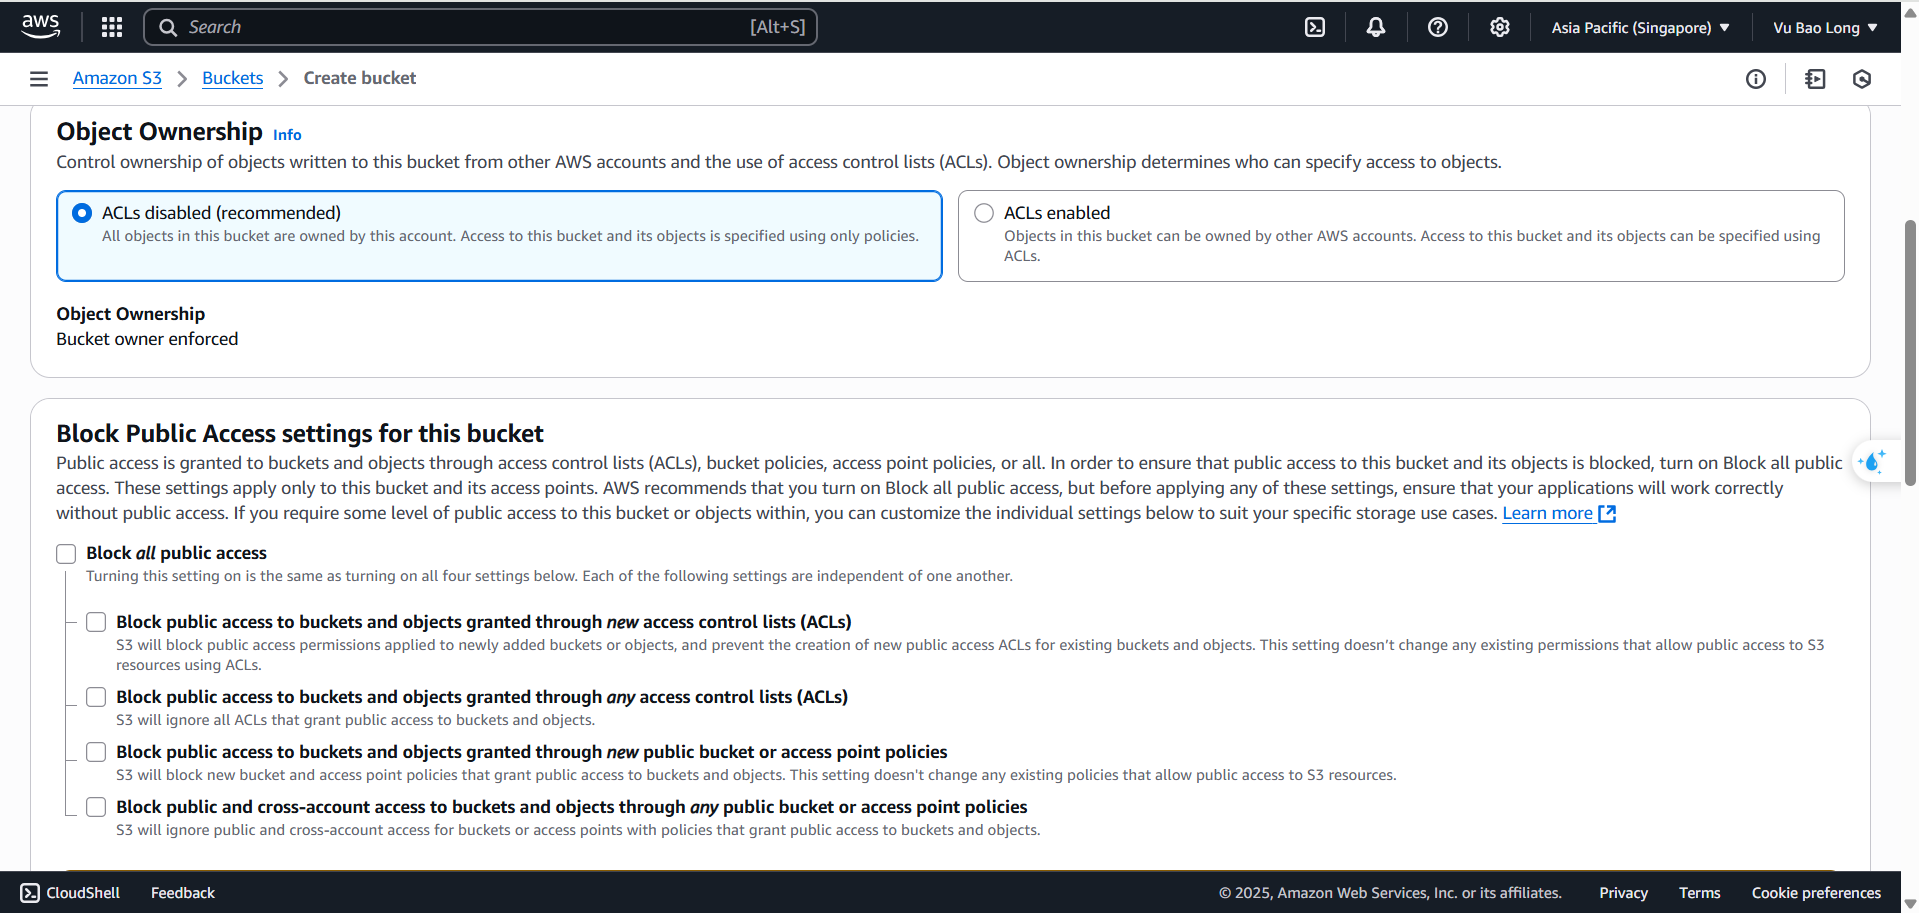 aws
Search
[Alt+S]
Asia Pacific (Singapore)
Vu Bao Long
Amazon S3
Buckets
Create bucket
Object Ownership Info
Control ownership of objects written to this bucket from other AWS accounts and the use of access control lists (ACLs). Object ownership determines who can specify access to objects.
ACLs disabled (recommended)
All objects in this bucket are owned by this account. Access to this bucket and its objects is specified using only policies.
ACLs enabled
Objects in this bucket can be owned by other AWS accounts. Access to this bucket and its objects can be specified using
ACLs.
Object Ownership
Bucket owner enforced
Block Public Access settings for this bucket
Public access is granted to buckets and objects through access control lists (ACLs), bucket policies, access point policies, or all. In order to ensure that public access to this bucket and its objects is blocked, turn on Block all public
access. These settings apply only to this bucket and its access points. AWS recommends that you turn on Block all public access, but before applying any of these settings, ensure that your applications will work correctly
without public access. If you require some level of public access to this bucket or objects within, you can customize the individual settings below to suit your specific storage use cases. Learn more
Block all public access
Turning this setting on is the same as turning on all four settings below. Each of the following settings are independent of one another.
Block public access to buckets and objects granted through new access control lists (ACLs)
S3 will block public access permissions applied to newly added buckets or objects, and prevent the creation of new public access ACLs for existing buckets and objects. This setting doesn't change any existing permissions that allow public access to S3
resources using ACLs.
Block public access to buckets and objects granted through any access control lists (ACLs)
S3 will ignore all ACLs that grant public access to buckets and objects.
Block public access to buckets and objects granted through new public bucket or access point policies
S3 will block new bucket and access point policies that grant public access to buckets and objects. This setting doesn't change any existing policies that allow public access to S3 resources.
Block public and cross-account access to buckets and objects through any public bucket or access point policies
S3 will ignore public and cross-account access for buckets or access points with policies that grant public access to buckets and objects.
CloudShell
Feedback
© 2025, Amazon Web Services, Inc. or its affiliates.
Privacy
Terms
Cookie preferences